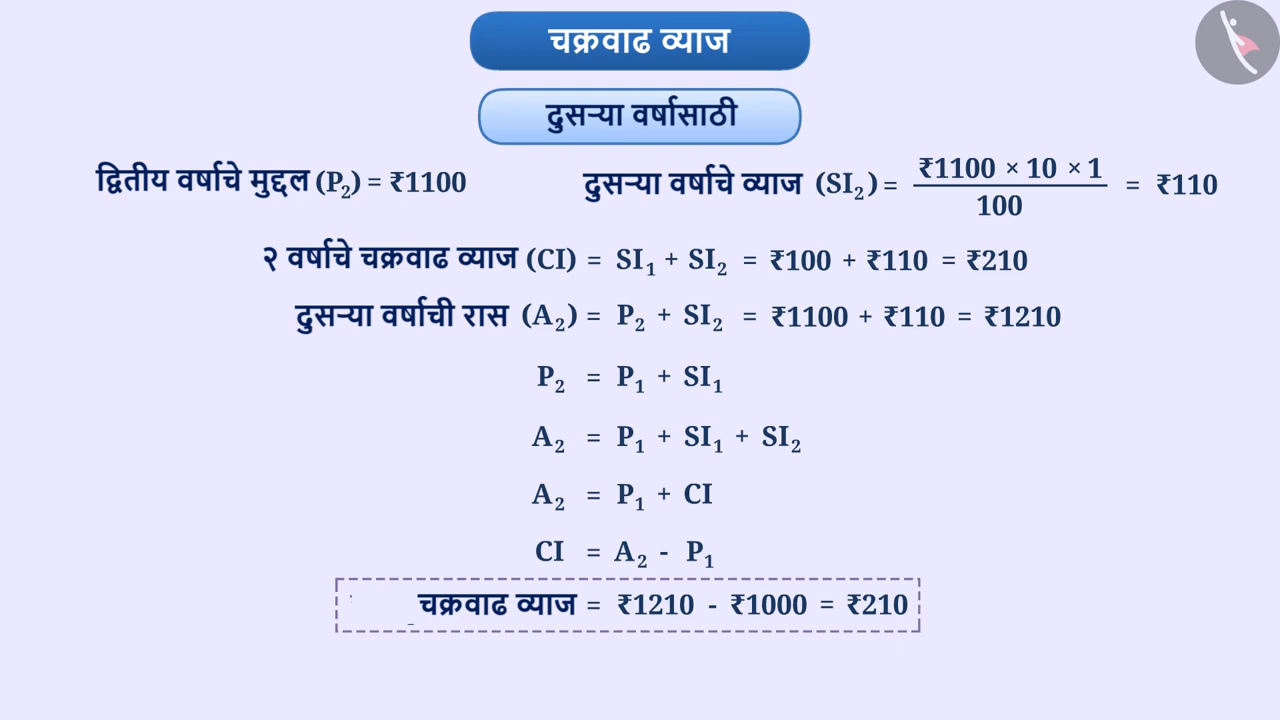 चक्रवाढ व्याज
दुसऱ्या वर्षासाठी
द्वितीय वर्षाचे मुद्दल (P₂) = ₹1100
दुसऱ्या वर्षाचे व्याज (SI₂) = ₹1100 × 10 × 1 / 100 = ₹110
२ वर्षाचे चक्रवाढ व्याज (CI) = SI₁ + SI₂ = ₹100 + ₹110 = ₹210
दुसऱ्या वर्षाची रास (A₂) = P₂ + SI₂ = ₹1100 + ₹110 = ₹1210
P₂ = P₁ + SI₁
A₂ = P₁ + SI₁ + SI₂
A₂ = P₁ + CI
CI = A₂ - P₁
चक्रवाढ व्याज = ₹1210 - ₹1000 = ₹210